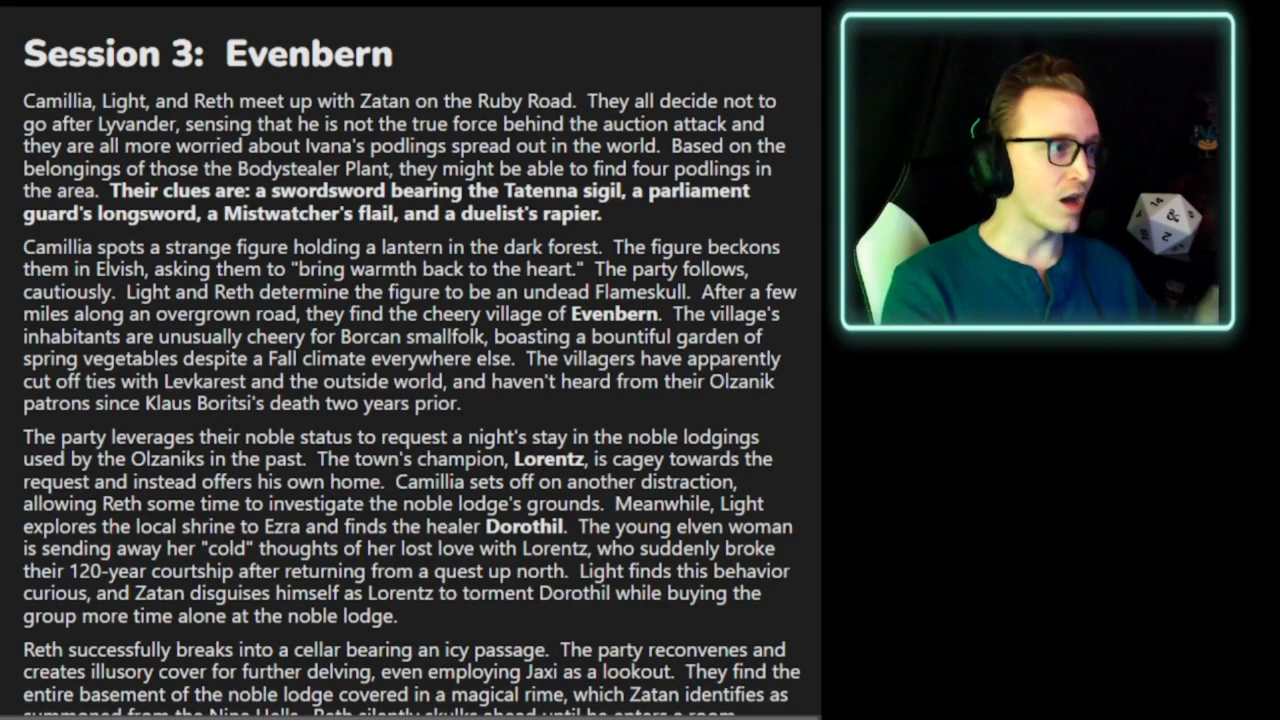 Session 3:  Evenbern
Camillia, Light, and Reth meet up with Zatan on the Ruby Road.  They all decide not to
go after Lyvander, sensing that he is not the true force behind the auction attack and
they are all more worried about Ivana's podlings spread out in the world.  Based on the
belongings of those the Bodystealer Plant, they might be able to find four podlings in
the area.  Their clues are: a swordsword bearing the Tatenna sigil, a parliament
guard's longsword, a Mistwatcher's flail, and a duelist's rapier.
Camillia spots a strange figure holding a lantern in the dark forest.  The figure beckons
them in Elvish, asking them to "bring warmth back to the heart."  The party follows,
cautiously.  Light and Reth determine the figure to be an undead Flameskull.  After a few
miles along an overgrown road, they find the cheery village of Evenbern.  The village's
inhabitants are unusually cheery for Borcan smallfolk, boasting a bountiful garden of
spring vegetables despite a Fall climate everywhere else.  The villagers have apparently
cut off ties with Levkarest and the outside world, and haven't heard from their Olzanik
patrons since Klaus Boritsi's death two years prior.
The party leverages their noble status to request a night's stay in the noble lodgings
used by the Olzaniks in the past.  The town's champion, Lorentz, is cagey towards the
request and instead offers his own home.  Camillia sets off on another distraction,
allowing Reth some time to investigate the noble lodge's grounds.  Meanwhile, Light
explores the local shrine to Ezra and finds the healer Dorothil.  The young elven woman
is sending away her "cold" thoughts of her lost love with Lorentz, who suddenly broke
their 120-year courtship after returning from a quest up north.  Light finds this behavior
curious, and Zatan disguises himself as Lorentz to torment Dorothil while buying the
group more time alone at the noble lodge.
Reth successfully breaks into a cellar bearing an icy passage.  The party reconvenes and
creates illusory cover for further delving, even employing Jaxi as a lookout.  They find the
entire basement of the noble lodge covered in a magical rime, which Zatan identifies as
summoned from the Nine Hells.  Reth silently skulks ahead until he enters a room
14
2